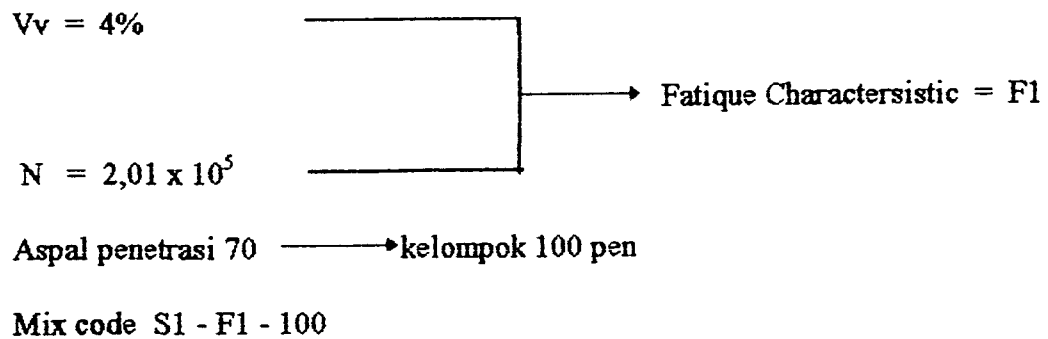 Vv = 4%
Fatique Charactersistic = F1
N = 2,01 x 10⁵
Aspal penetrasi 70 → kelompok 100 pen
Mix code S1 - F1 - 100